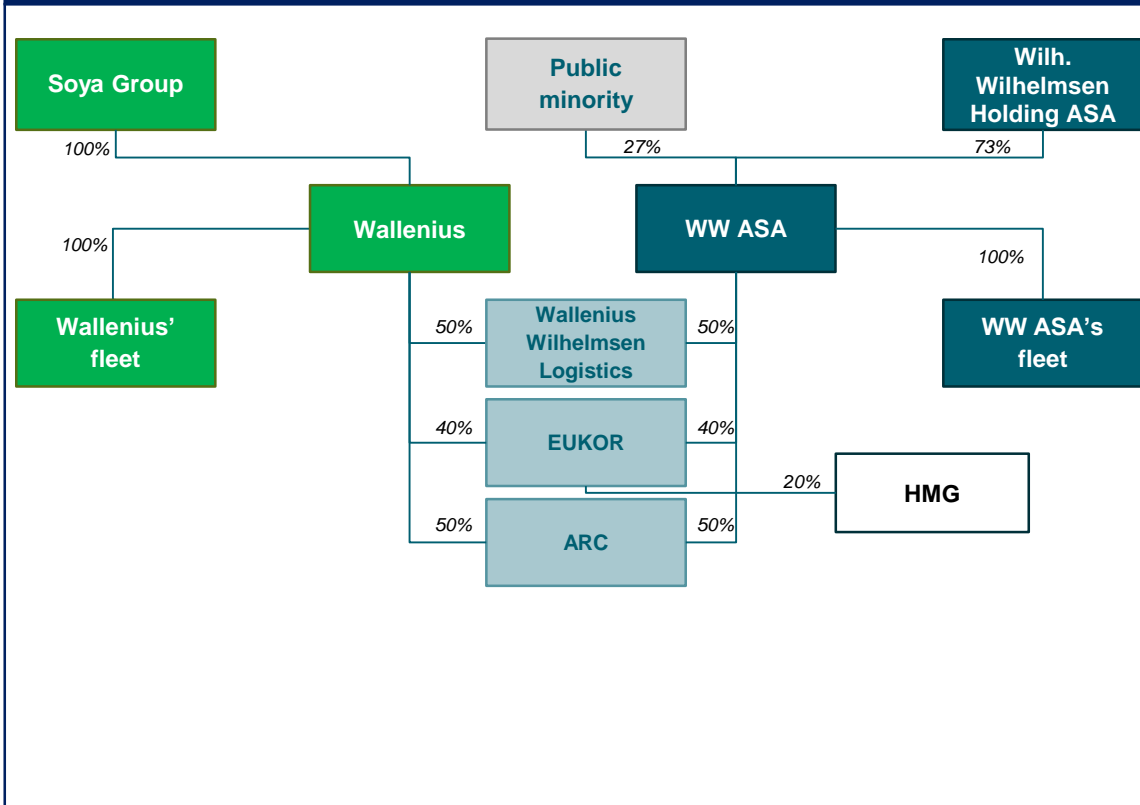 Soya Group
Public
minority
Wilh.
Wilhelmsen
Holding ASA
100%
27%
73%
Wallenius
WW ASA
100%
100%
Wallenius’
fleet
50%
Wallenius
Wilhelmsen
Logistics
50%
WW ASA’s
fleet
40%
EUKOR
40%
20%
HMG
50%
ARC
50%